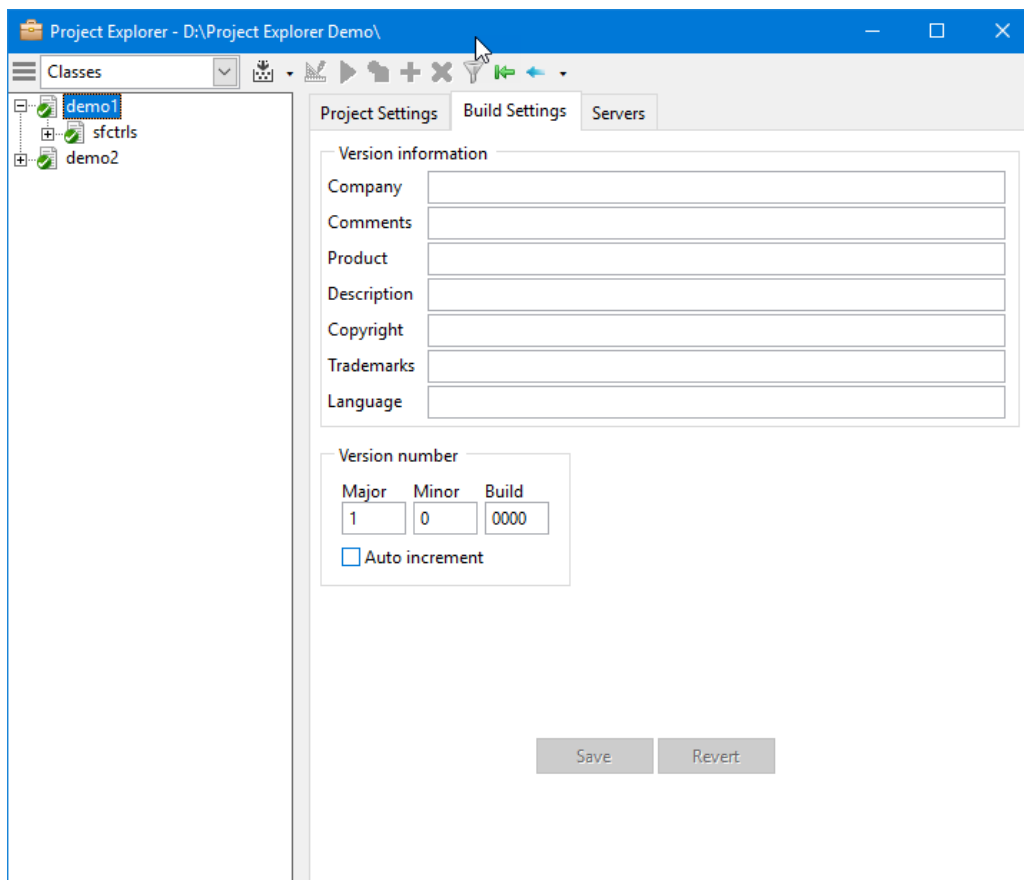 Project Explorer - D:\Project Explorer Demo\
Classes
demo1
sfctrls
demo2
Project Settings Build Settings Servers
Version information
Company
Comments
Product
Description
Copyright
Trademarks
Language
Version number
Major Minor Build
1 0 0000
Auto increment
Save Revert